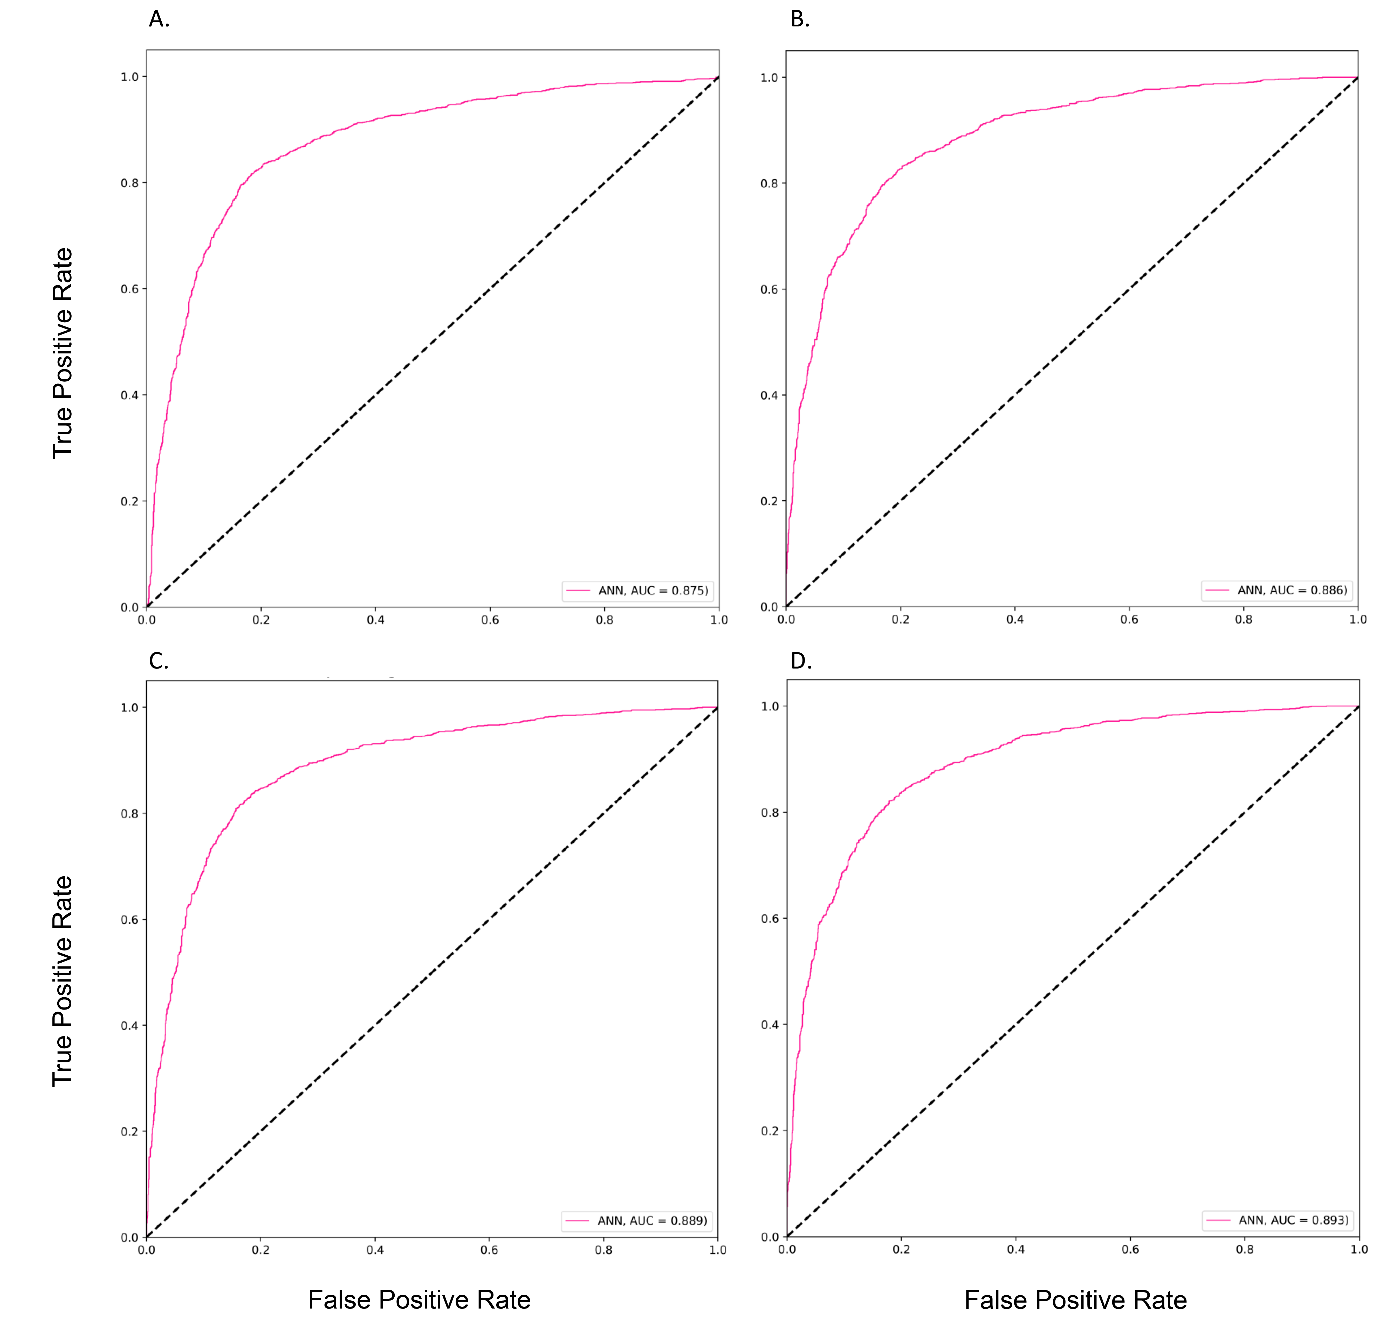 A.
B.
True Positive Rate
1.0
0.8
0.6
0.4
0.2
0.0
ANN, AUC = 0.875)
0.0 0.2 0.4 0.6 0.8 1.0
1.0
0.8
0.6
0.4
0.2
0.0
ANN, AUC = 0.886)
0.0 0.2 0.4 0.6 0.8 1.0
C.
D.
True Positive Rate
1.0
0.8
0.6
0.4
0.2
0.0
ANN, AUC = 0.889)
0.0 0.2 0.4 0.6 0.8 1.0
False Positive Rate
1.0
0.8
0.6
0.4
0.2
0.0
ANN, AUC = 0.893)
0.0 0.2 0.4 0.6 0.8 1.0
False Positive Rate